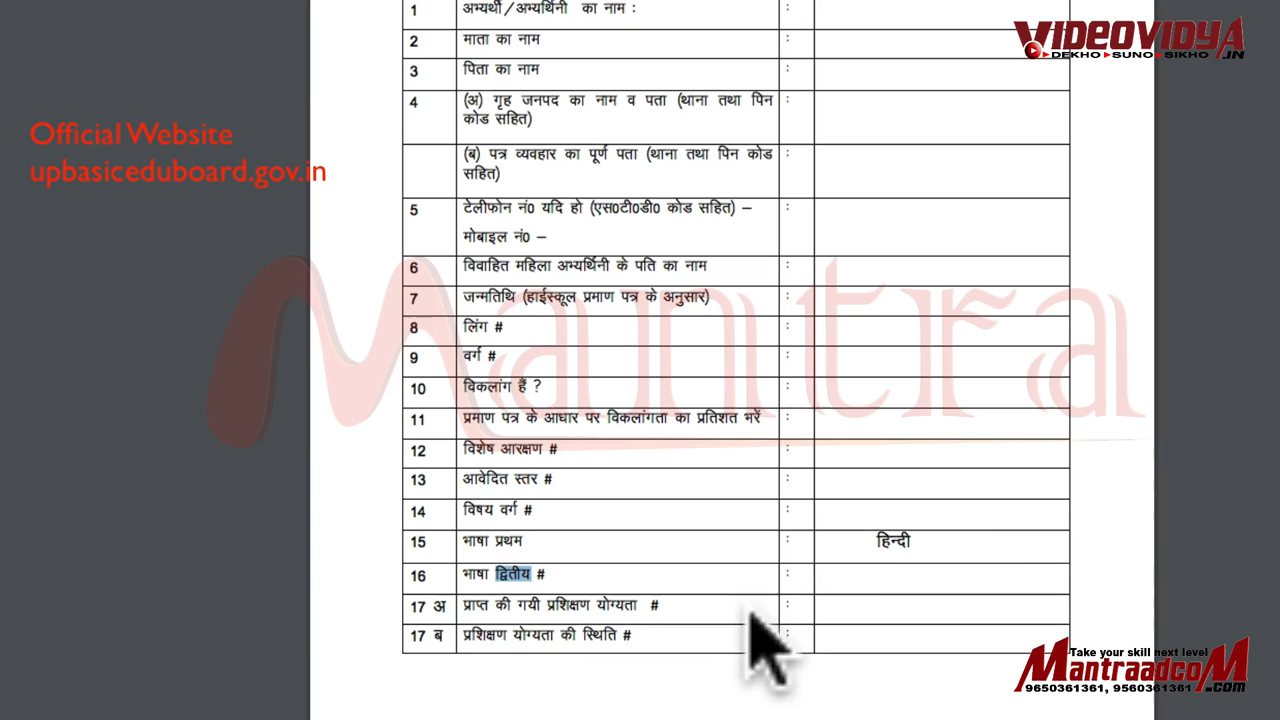 1 अभ्यर्थी/अभ्यर्थिनी का नाम : :
2 माता का नाम :
3 पिता का नाम :
4 (अ) गृह जनपद का नाम व पता (थाना तथा पिन :
कोड सहित)
(ब) पत्र व्यवहार का पूर्ण पता (थाना तथा पिन कोड :
सहित)
5 टेलीफोन नं0 यदि हो (एस0टी0डी0 कोड सहित) – :
मोबाइल नं0 –
6 विवाहित महिला अभ्यर्थिनी के पति का नाम :
7 जन्मतिथि (हाईस्कूल प्रमाण पत्र के अनुसार) :
8 लिंग # :
9 वर्ग # :
10 विकलांग हैं ? :
11 प्रमाण पत्र के आधार पर विकलांगता का प्रतिशत भरें :
12 विशेष आरक्षण # :
13 आवेदित स्तर # :
14 विषय वर्ग # :
15 भाषा प्रथम : हिन्दी
16 भाषा द्वितीय # :
17 अ प्राप्त की गयी प्रशिक्षण योग्यता # :
17 ब प्रशिक्षण योग्यता की स्थिति # :
Official Website
upbasiceduboard.gov.in
VIDEOVIDYA
DEKHO SUNO SIKHO .IN
Mantra
Take your skill next level
MantraadcoM
9650361361, 9560361361 .com